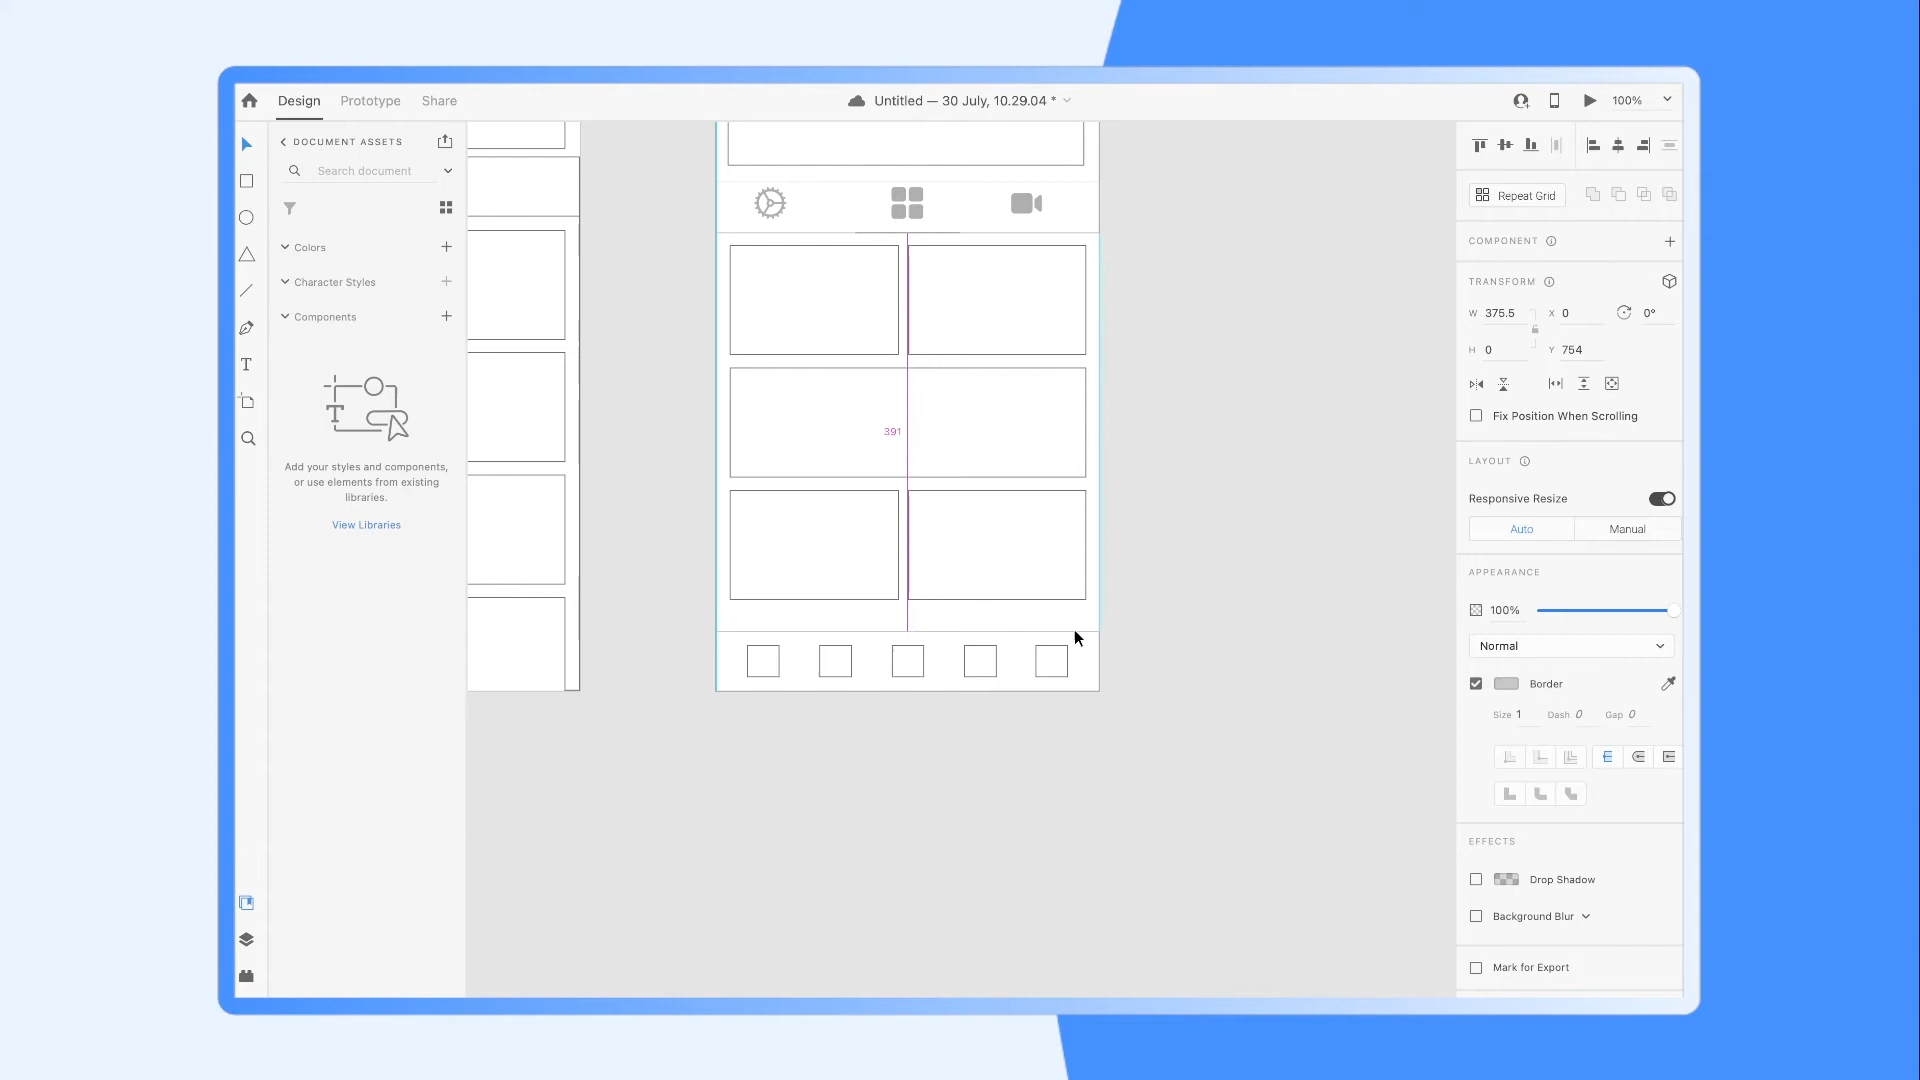 Design Prototype Share
Untitled — 30 July, 10.29.04 *
100%
DOCUMENT ASSETS
Search document
Colors
Character Styles
Components
Add your styles and components,
or use elements from existing
libraries.
View Libraries
391
Repeat Grid
COMPONENT
TRANSFORM
W 375.5 X 0 0°
H 0 Y 754
Fix Position When Scrolling
LAYOUT
Responsive Resize
Auto Manual
APPEARANCE
100%
Normal
Border
Size 1 Dash 0 Gap 0
EFFECTS
Drop Shadow
Background Blur
Mark for Export